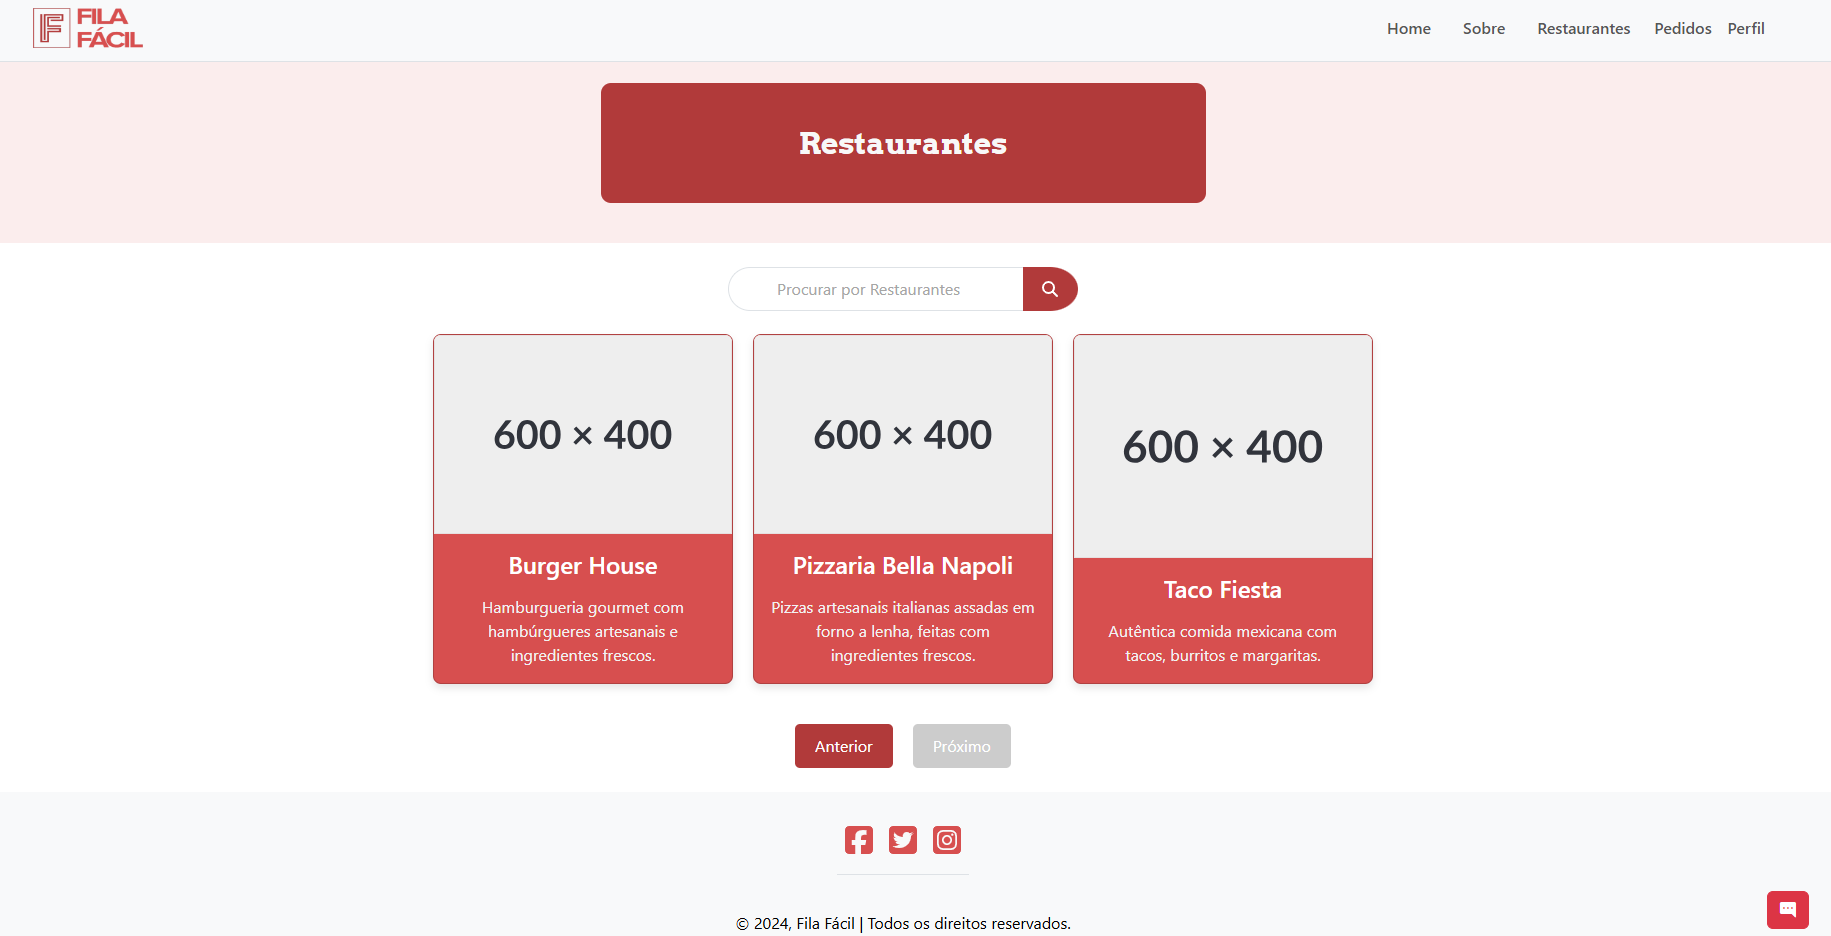 FILA
FÁCIL
Home Sobre Restaurantes Pedidos Perfil
Restaurantes
Procurar por Restaurantes
600 × 400
Burger House
Hamburgueria gourmet com
hambúrgueres artesanais e
ingredientes frescos.
600 × 400
Pizzaria Bella Napoli
Pizzas artesanais italianas assadas em
forno a lenha, feitas com
ingredientes frescos.
600 × 400
Taco Fiesta
Autêntica comida mexicana com
tacos, burritos e margaritas.
Anterior Próximo
© 2024, Fila Fácil | Todos os direitos reservados.